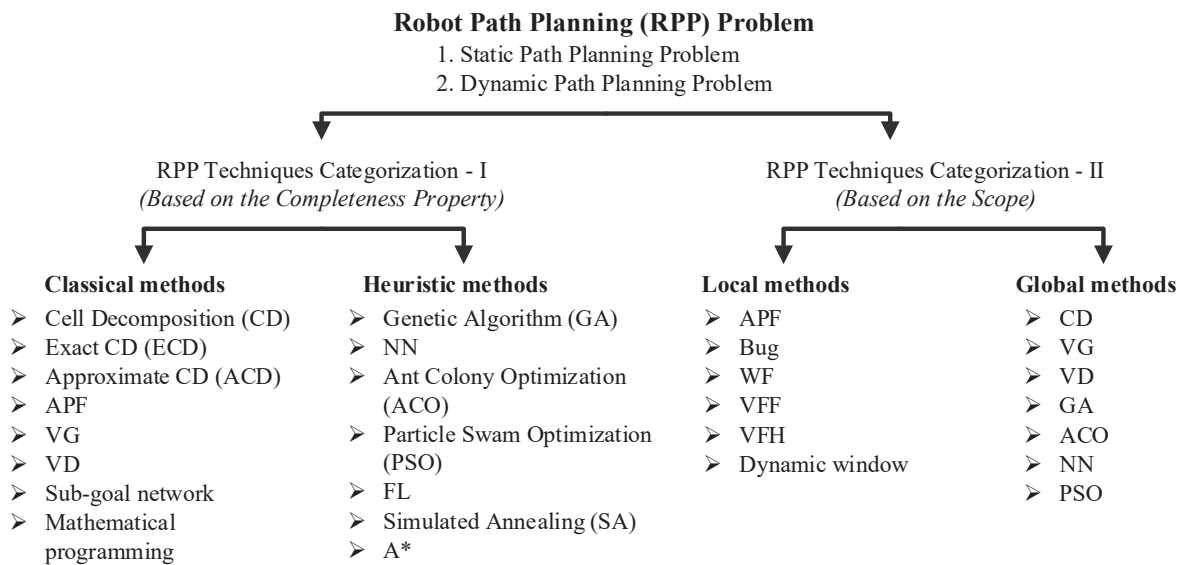 Robot Path Planning (RPP) Problem
1. Static Path Planning Problem
2. Dynamic Path Planning Problem
RPP Techniques Categorization - I
(Based on the Completeness Property)
RPP Techniques Categorization - II
(Based on the Scope)
Classical methods
➢ Cell Decomposition (CD)
➢ Exact CD (ECD)
➢ Approximate CD (ACD)
➢ APF
➢ VG
➢ VD
➢ Sub-goal network
➢ Mathematical
programming
Heuristic methods
➢ Genetic Algorithm (GA)
➢ NN
➢ Ant Colony Optimization
(ACO)
➢ Particle Swam Optimization
(PSO)
➢ FL
➢ Simulated Annealing (SA)
➢ A*
Local methods
➢ APF
➢ Bug
➢ WF
➢ VFF
➢ VFH
➢ Dynamic window
Global methods
➢ CD
➢ VG
➢ VD
➢ GA
➢ ACO
➢ NN
➢ PSO